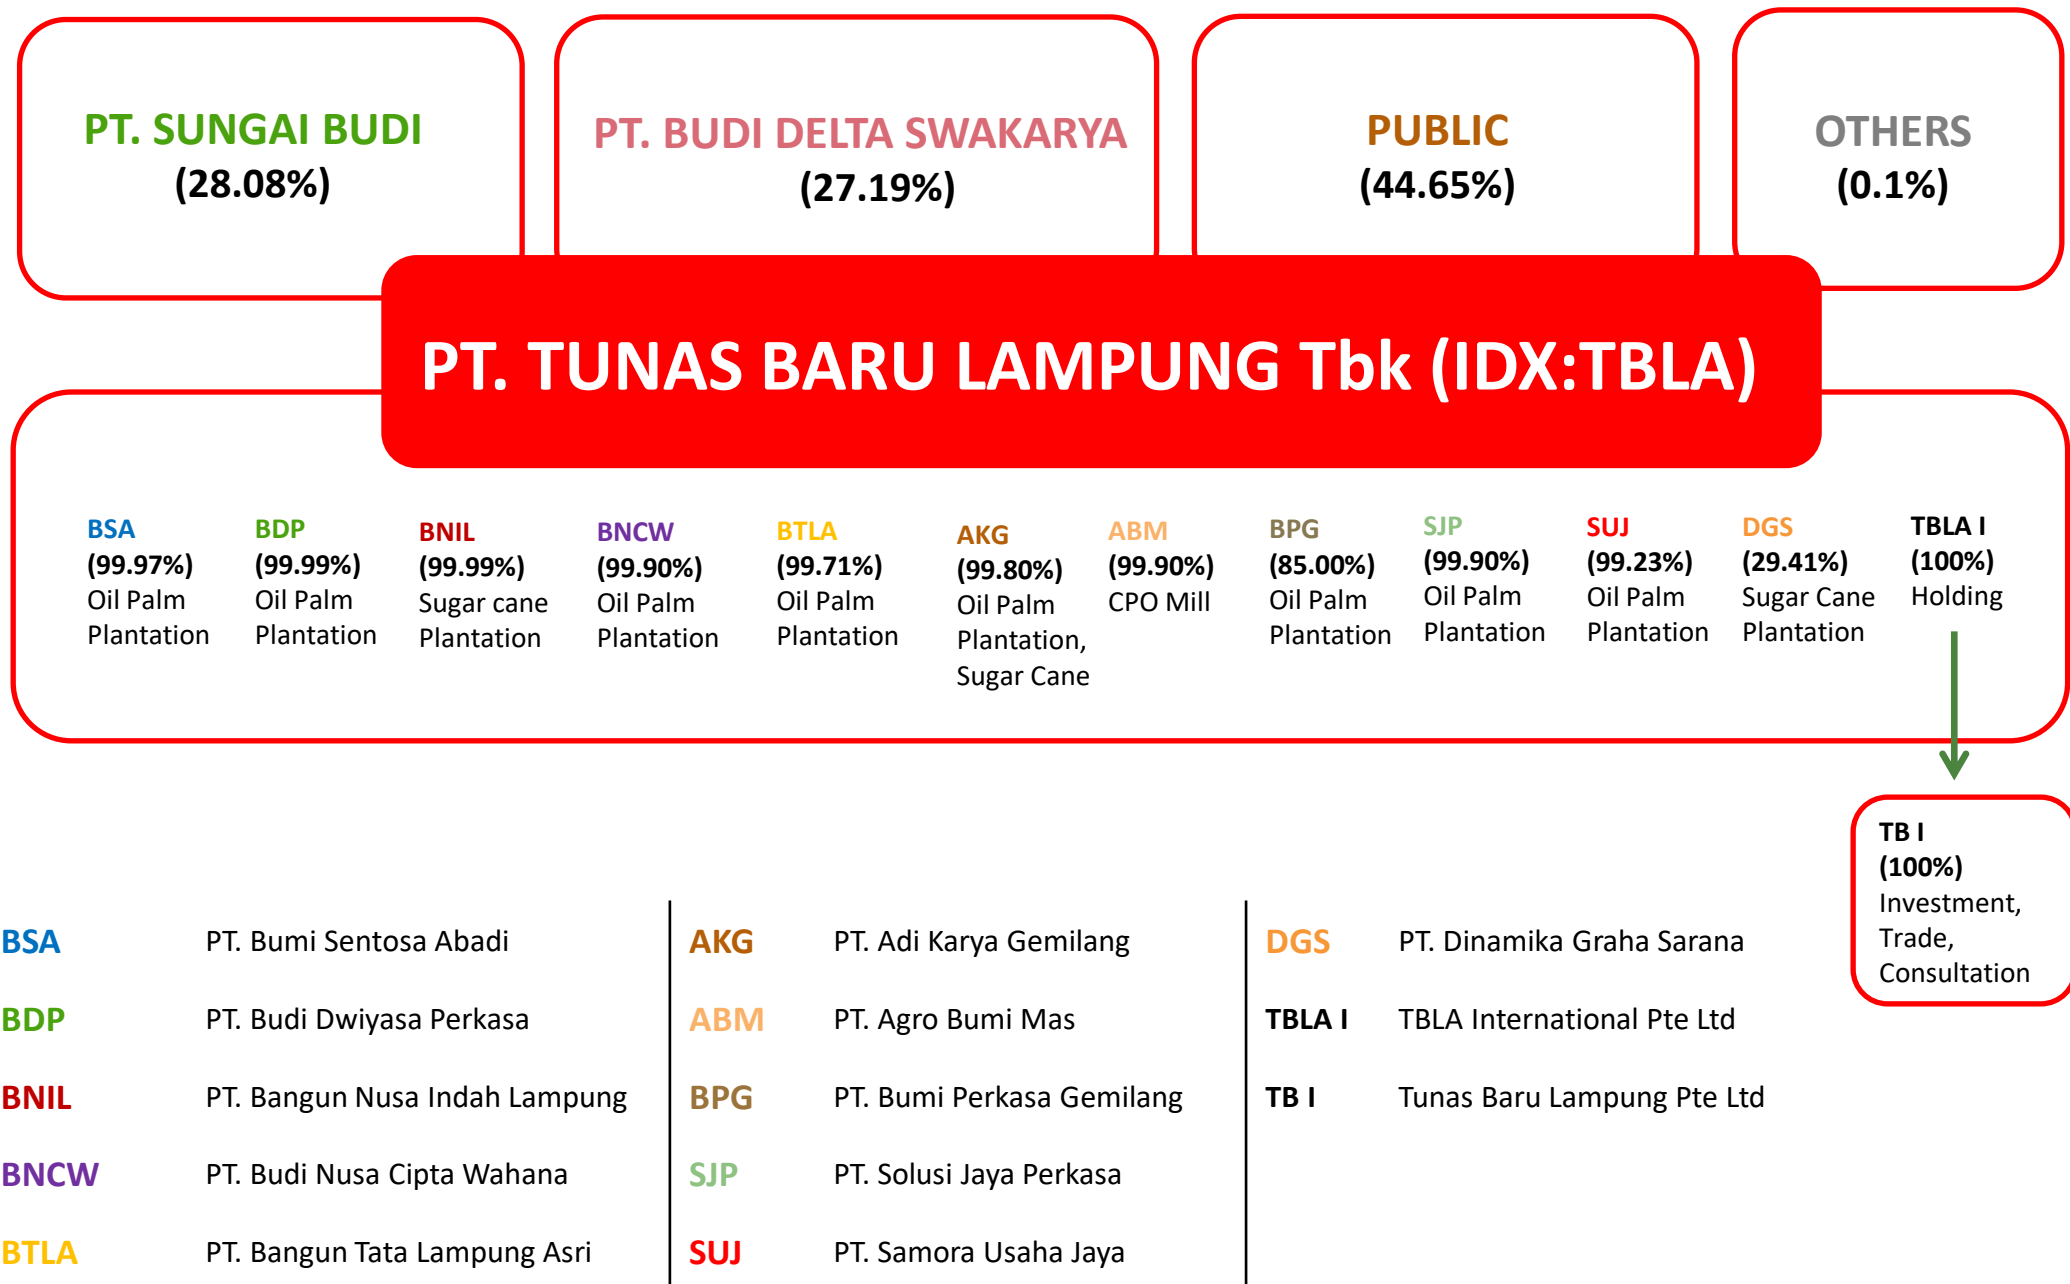 PT. SUNGAI BUDI
(28.08%)
PT. BUDI DELTA SWAKARYA
(27.19%)
PUBLIC
(44.65%)
OTHERS
(0.1%)
PT. TUNAS BARU LAMPUNG Tbk (IDX:TBLA)
BSA
(99.97%)
Oil Palm
Plantation
BDP
(99.99%)
Oil Palm
Plantation
BNIL
(99.99%)
Sugar cane
Plantation
BNCW
(99.90%)
Oil Palm
Plantation
BTLA
(99.71%)
Oil Palm
Plantation
AKG
(99.80%)
Oil Palm
Plantation,
Sugar Cane
ABM
(99.90%)
CPO Mill
BPG
(85.00%)
Oil Palm
Plantation
SJP
(99.90%)
Oil Palm
Plantation
SUJ
(99.23%)
Oil Palm
Plantation
DGS
(29.41%)
Sugar Cane
Plantation
TBLA I
(100%)
Holding
TB I
(100%)
Investment,
Trade,
Consultation
BSA PT. Bumi Sentosa Abadi
BDP PT. Budi Dwiyasa Perkasa
BNIL PT. Bangun Nusa Indah Lampung
BNCW PT. Budi Nusa Cipta Wahana
BTLA PT. Bangun Tata Lampung Asri
AKG PT. Adi Karya Gemilang
ABM PT. Agro Bumi Mas
BPG PT. Bumi Perkasa Gemilang
SJP PT. Solusi Jaya Perkasa
SUJ PT. Samora Usaha Jaya
DGS PT. Dinamika Graha Sarana
TBLA I TBLA International Pte Ltd
TB I Tunas Baru Lampung Pte Ltd